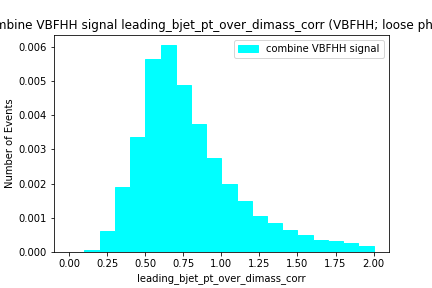 mbine VBFHH signal leading_bjet_pt_over_dimass_corr (VBFHH; loose ph
combine VBFHH signal
0.006
0.005
0.004
0.003
0.002
0.001
0.000
Number of Events
0.00 0.25 0.50 0.75 1.00 1.25 1.50 1.75 2.00
leading_bjet_pt_over_dimass_corr